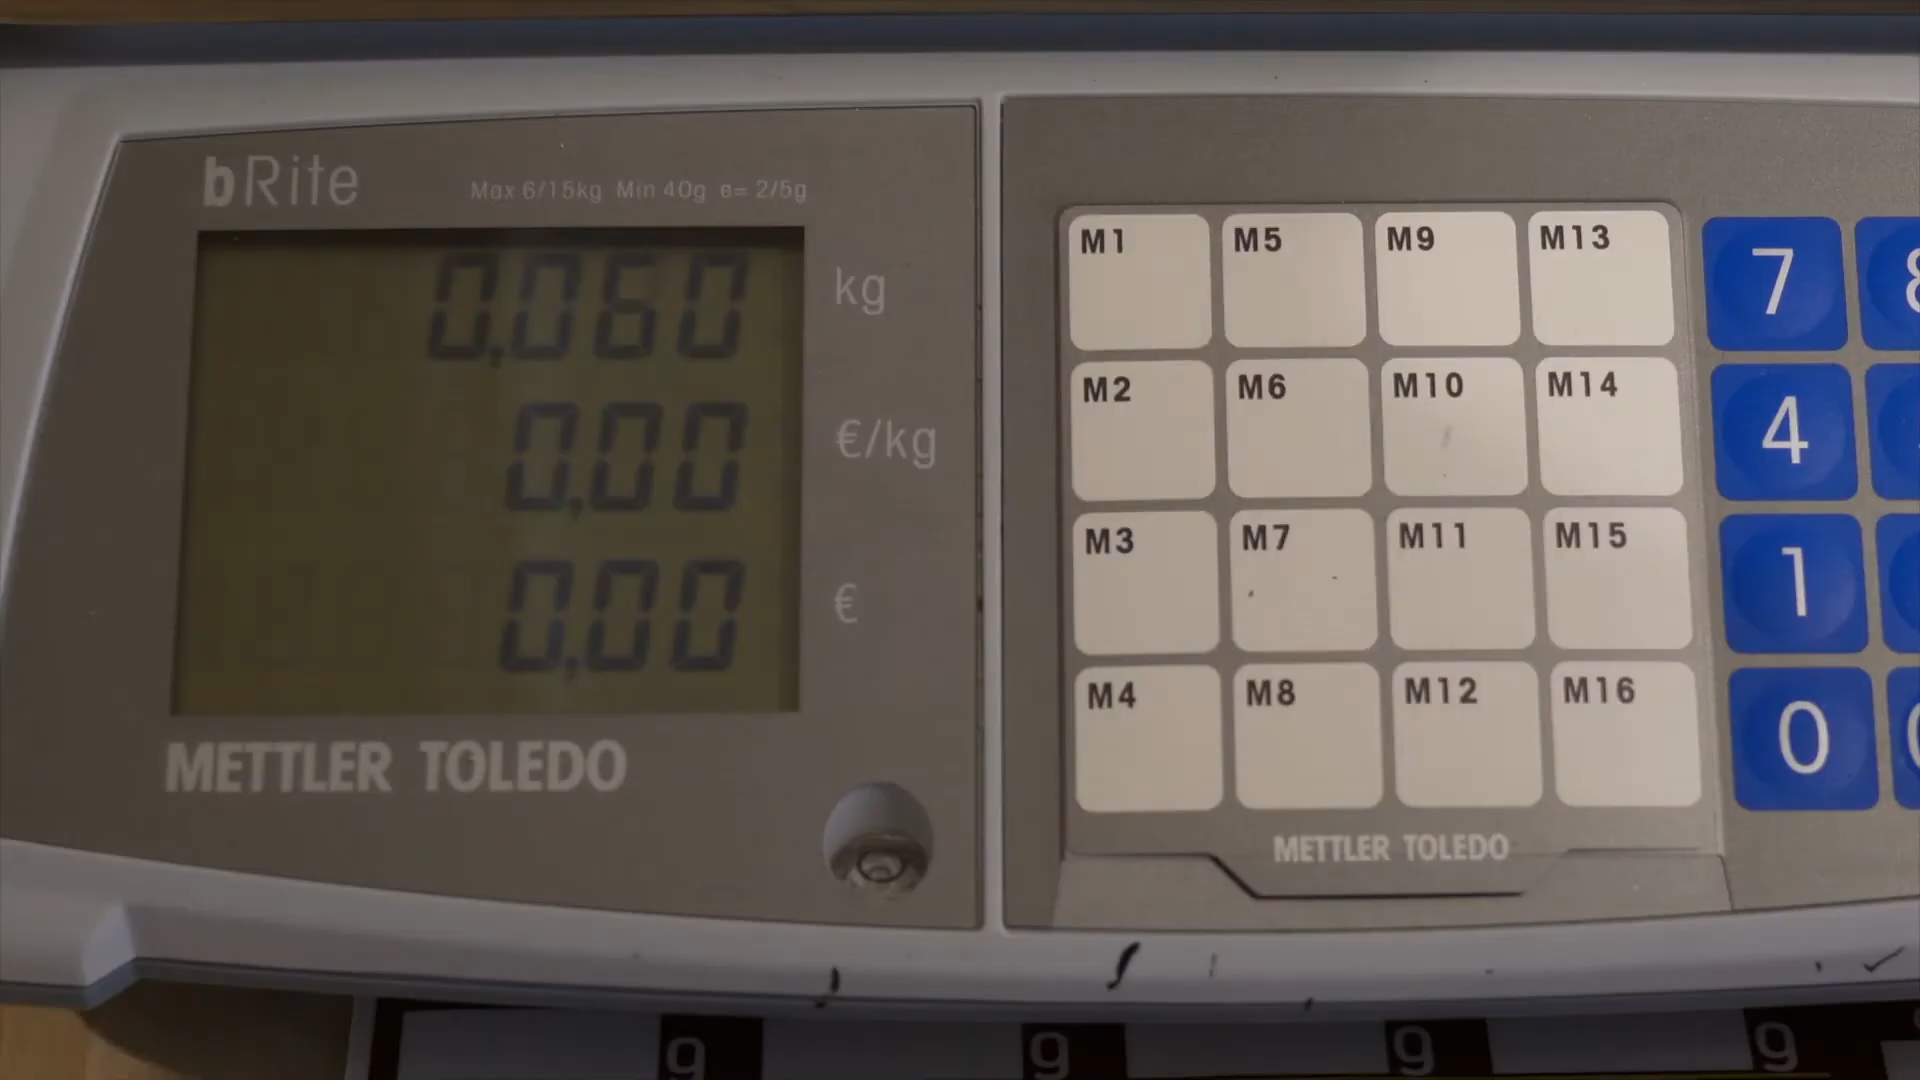 bRite
Max 6/15kg Min 40g e= 2/5g
0,060 kg
0,00 €/kg
0,00 €
METTLER TOLEDO
M1 M5 M9 M13
M2 M6 M10 M14
M3 M7 M11 M15
M4 M8 M12 M16
METTLER TOLEDO
7 8
4
1
0
g g g g